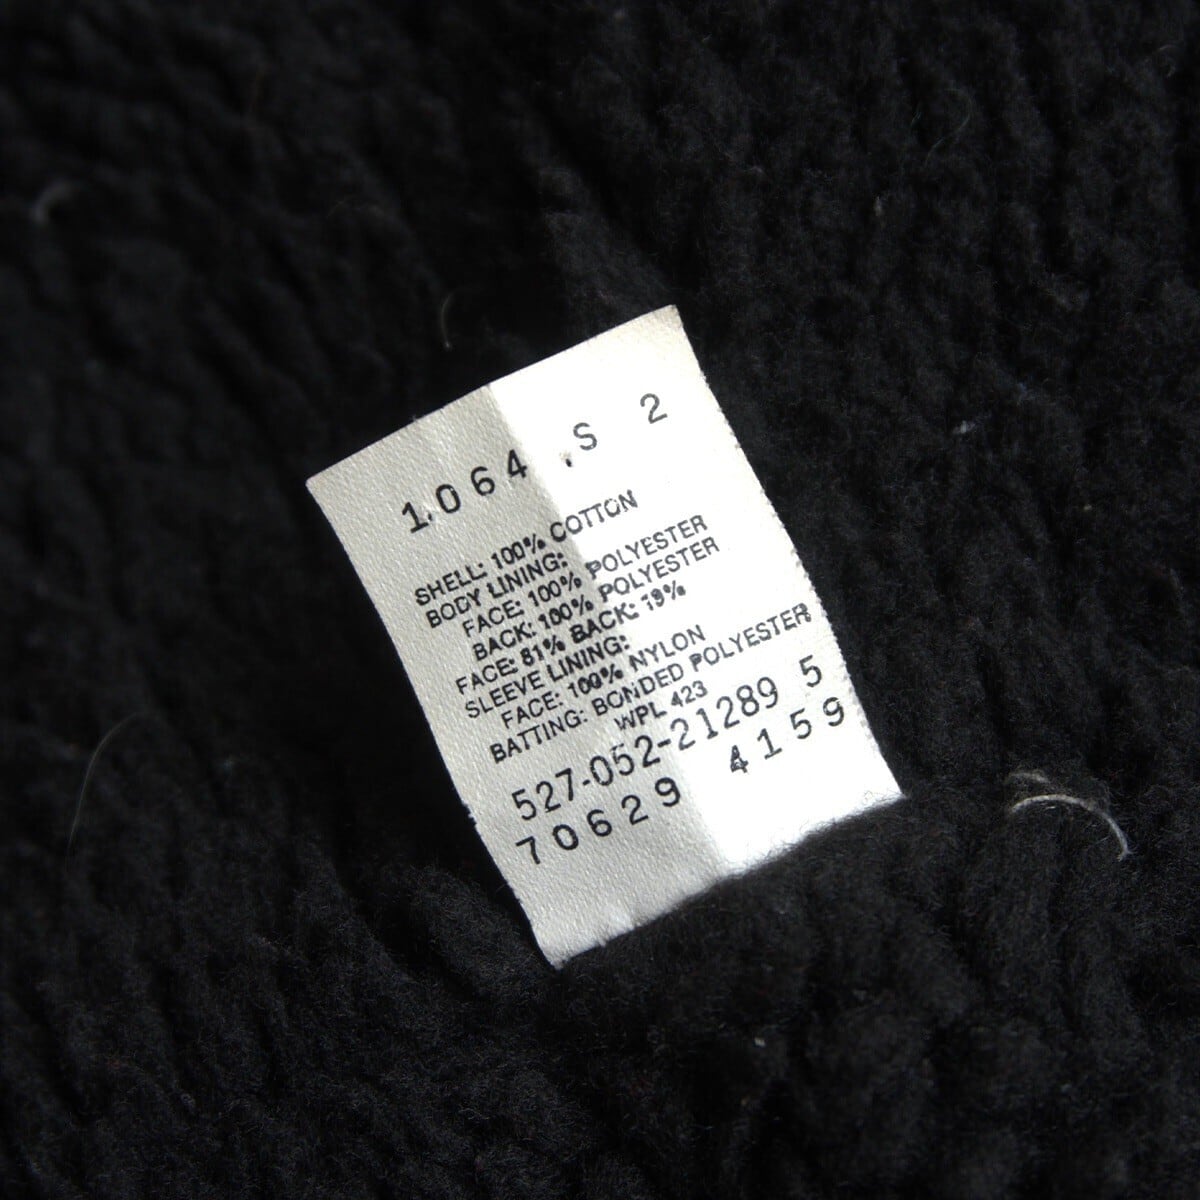 1064 S 2
SHELL: 100% COTTON
BODY LINING:
FACE: 100% POLYESTER
BACK: 100% POLYESTER
FACE: 81% BACK: 19%
SLEEVE LINING:
FACE: 100% NYLON
BATTING: BONDED POLYESTER
WPL 423
527-052-21289 5
70629 4159